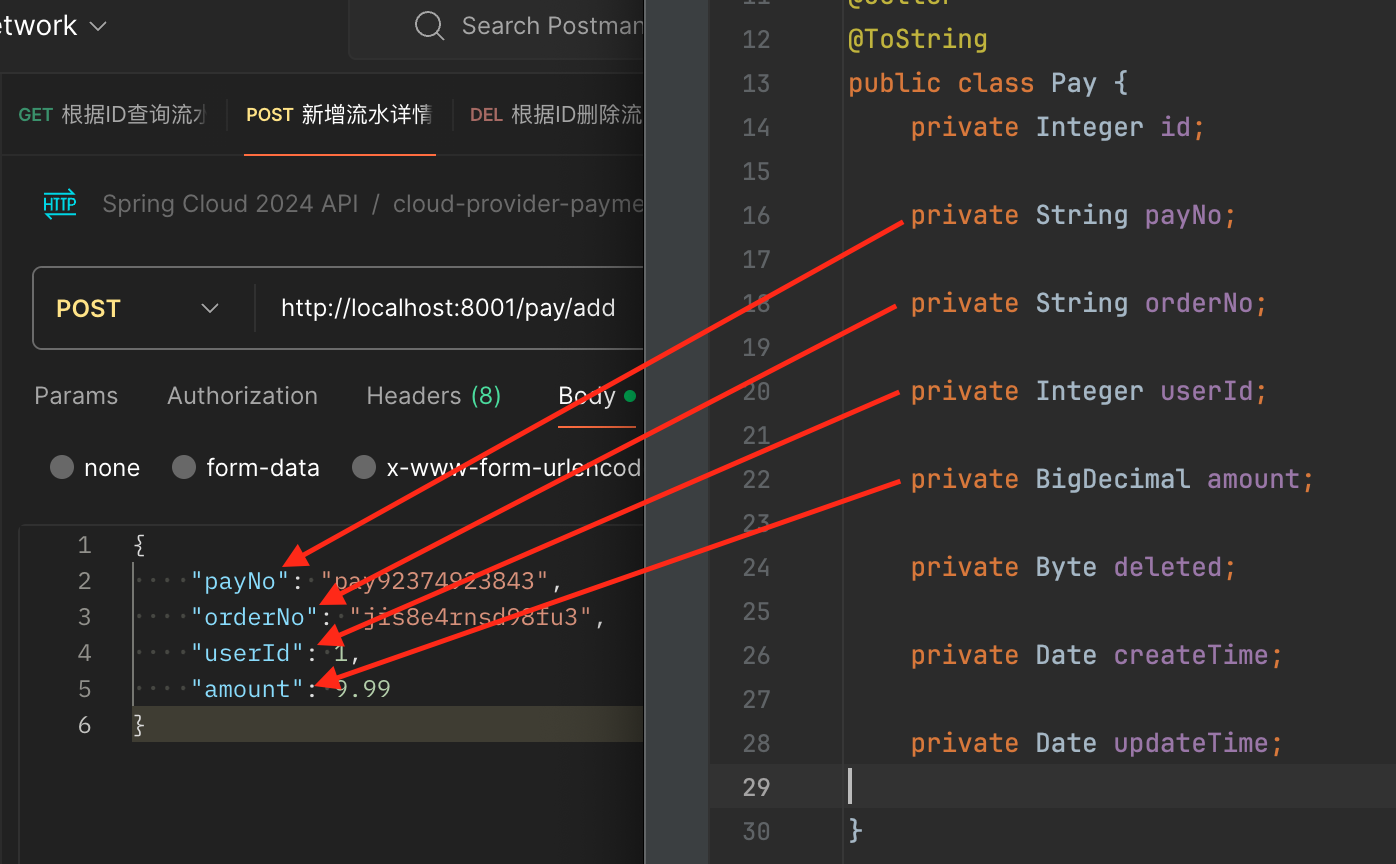 etwork
Search Postman
GET 根据ID查询流水
POST 新增流水详情
DEL 根据ID删除流
HTTP
Spring Cloud 2024 API / cloud-provider-payme
POST
http://localhost:8001/pay/add
Params Authorization Headers (8) Body
none form-data x-www-form-urlencod
1 {
2 "payNo": "pay92374923843",
3 "orderNo": "jis8e4rnsd98fu3",
4 "userId": 1,
5 "amount": 9.99
6 }
11
12 @ToString
13 public class Pay {
14 private Integer id;
15
16 private String payNo;
17
18 private String orderNo;
19
20 private Integer userId;
21
22 private BigDecimal amount;
23
24 private Byte deleted;
25
26 private Date createTime;
27
28 private Date updateTime;
29
30 }